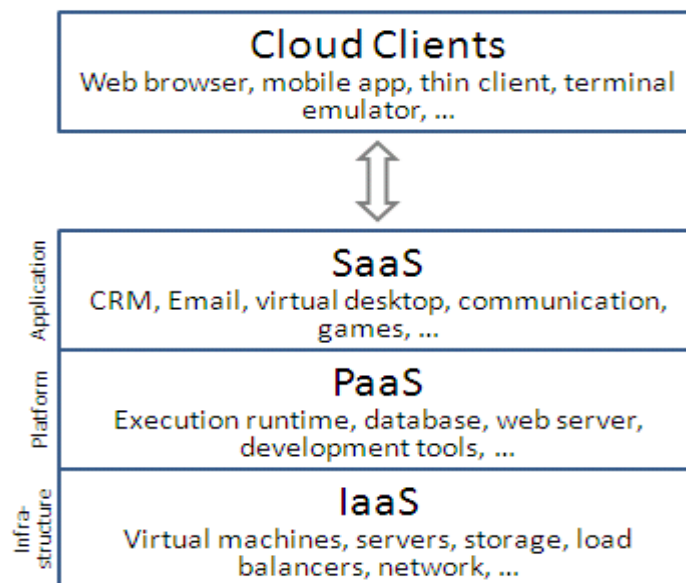 Cloud Clients
Web browser, mobile app, thin client, terminal
emulator, ...
Application
SaaS
CRM, Email, virtual desktop, communication,
games, ...
Platform
PaaS
Execution runtime, database, web server,
development tools, ...
Infra-
structure
IaaS
Virtual machines, servers, storage, load
balancers, network, ...